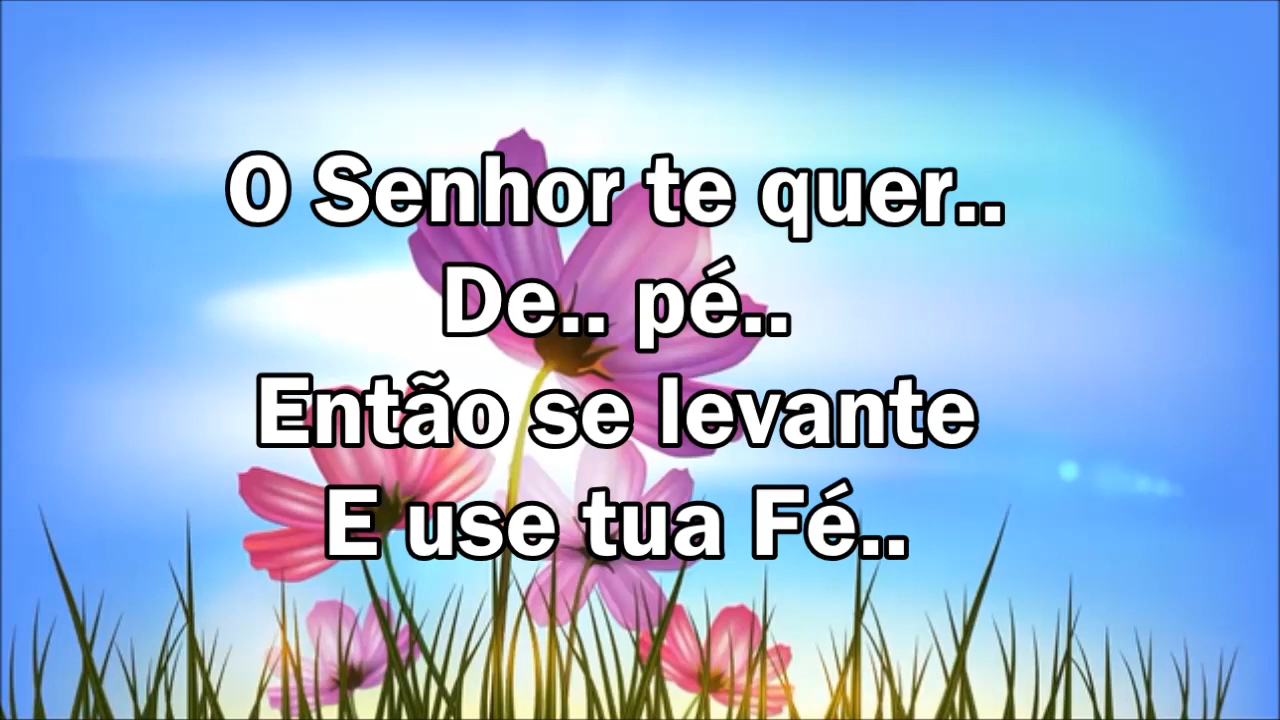 O Senhor te quer..
De.. pé..
Então se levante
E use tua Fé..